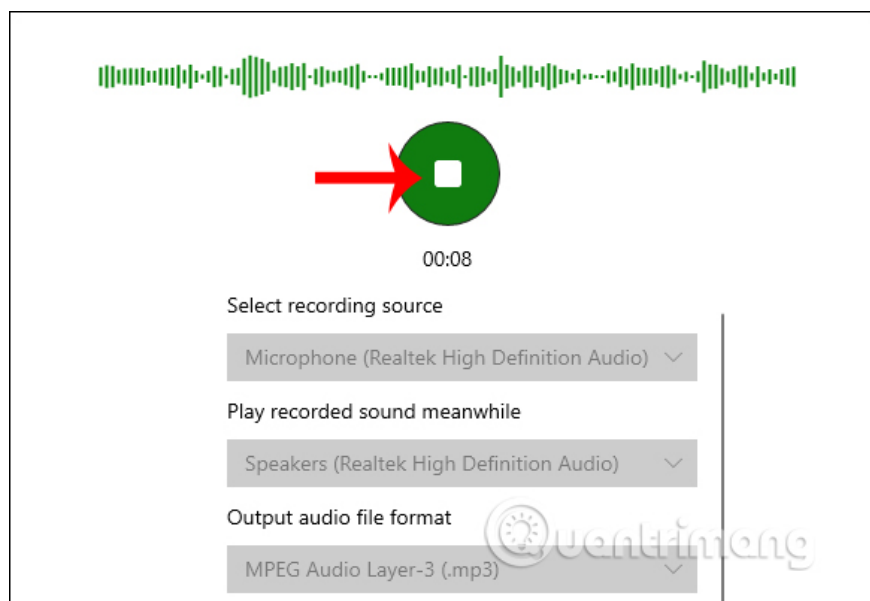 00:08
Select recording source
Microphone (Realtek High Definition Audio)
Play recorded sound meanwhile
Speakers (Realtek High Definition Audio)
Output audio file format
MPEG Audio Layer-3 (.mp3)
Quantrimang